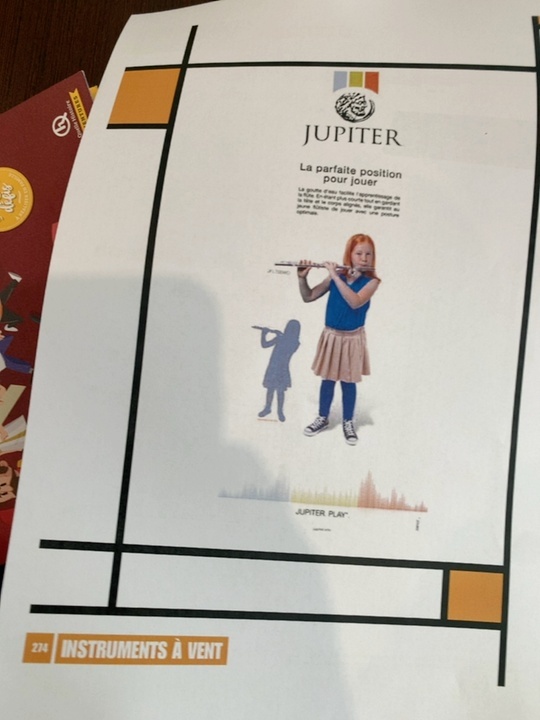 JUPITER
La parfaite position
pour jouer
La goutte d'eau facilite l'apprentissage de
la flûte. En étant plus courte tout en gardant
la tête et le corps alignés, elle garantit au
jeune flûtiste de jouer avec une posture
optimale.
JUPITER. PLAY
274 INSTRUMENTS À VENT
défis